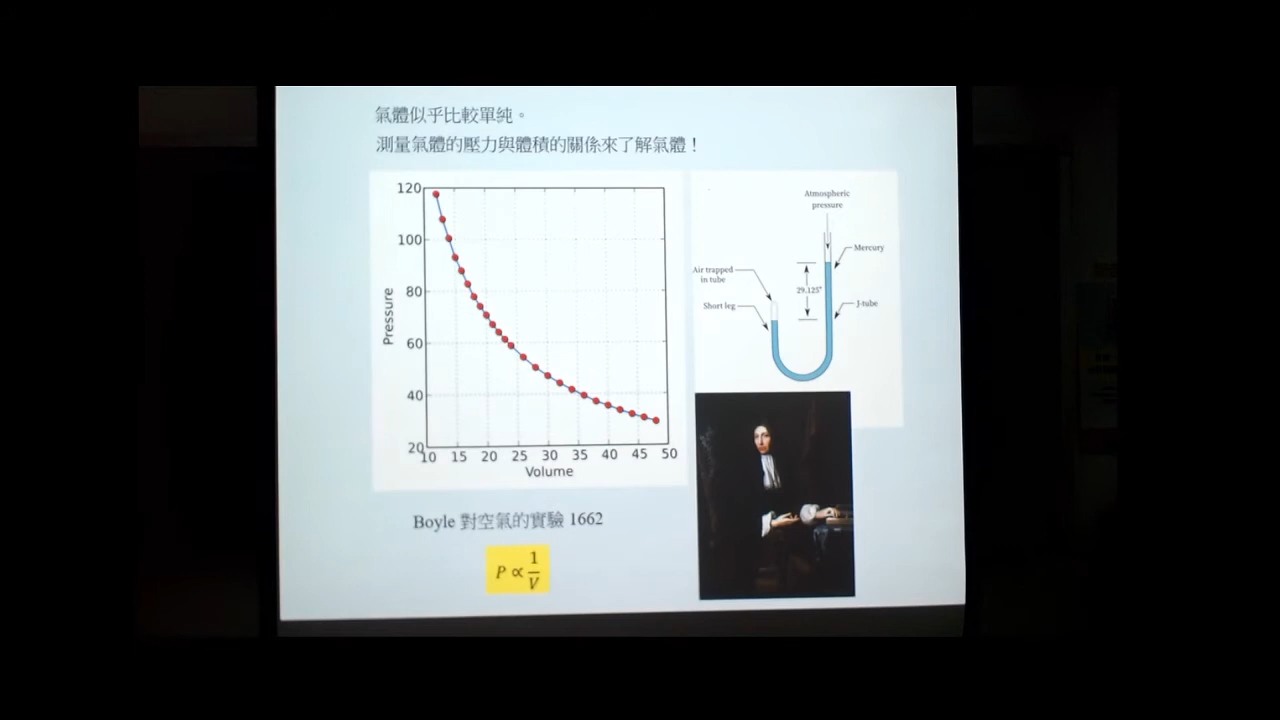 氣體似乎比較單純。
測量氣體的壓力與體積的關係來了解氣體！
120
100
80
60
40
20
Pressure
10 15 20 25 30 35 40 45 50
Volume
Atmospheric
pressure
Mercury
Air trapped
in tube
29.125"
Short leg
J-tube
Boyle 對空氣的實驗 1662
P ∝ 1/V